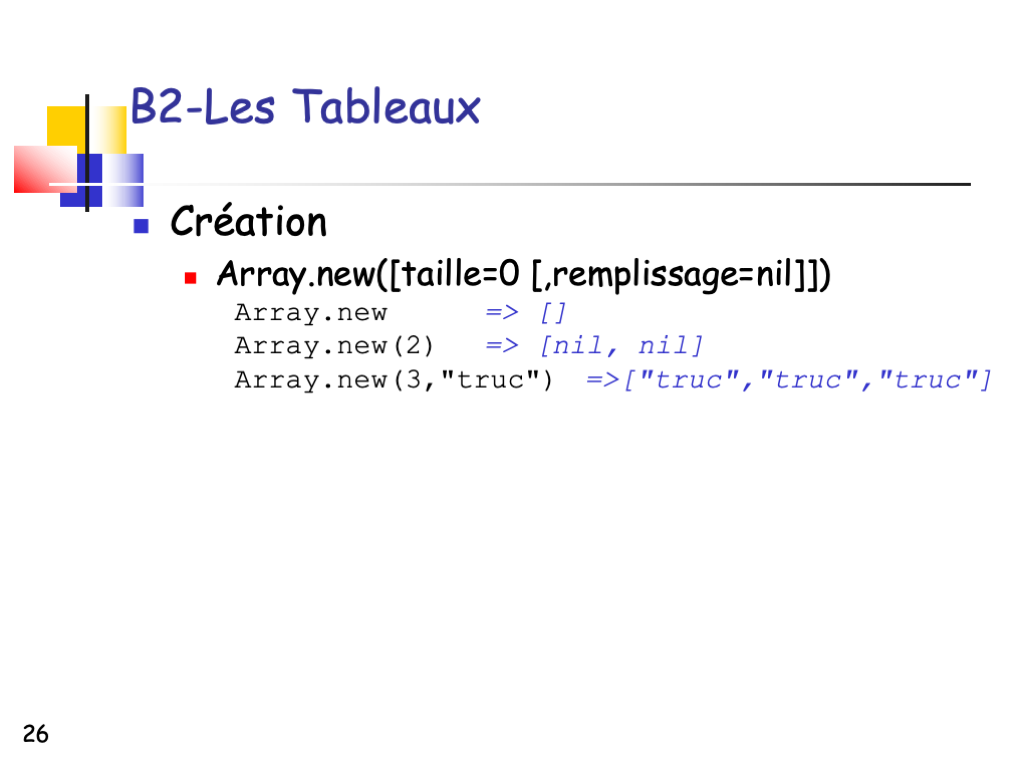 B2-Les Tableaux
Création
Array.new([taille=0 [,remplissage=nil]])
Array.new => []
Array.new(2) => [nil, nil]
Array.new(3,"truc") =>["truc","truc","truc"]
26